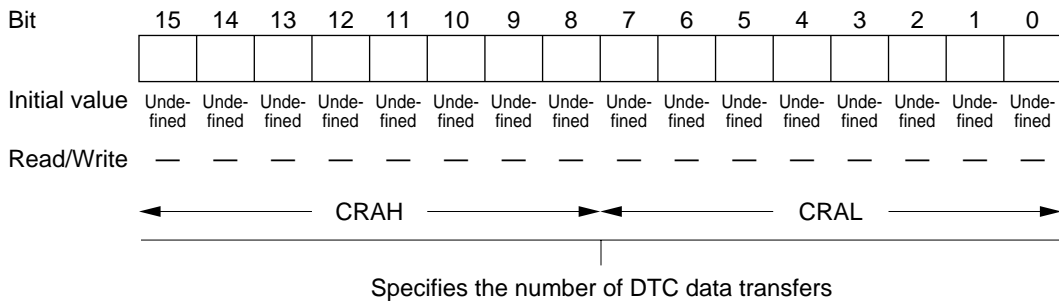 Bit 15 14 13 12 11 10 9 8 7 6 5 4 3 2 1 0
Initial value Unde- Unde- Unde- Unde- Unde- Unde- Unde- Unde- Unde- Unde- Unde- Unde- Unde- Unde- Unde- Unde-
fined fined fined fined fined fined fined fined fined fined fined fined fined fined fined fined
Read/Write — — — — — — — — — — — — — — — —
CRAH CRAL
Specifies the number of DTC data transfers